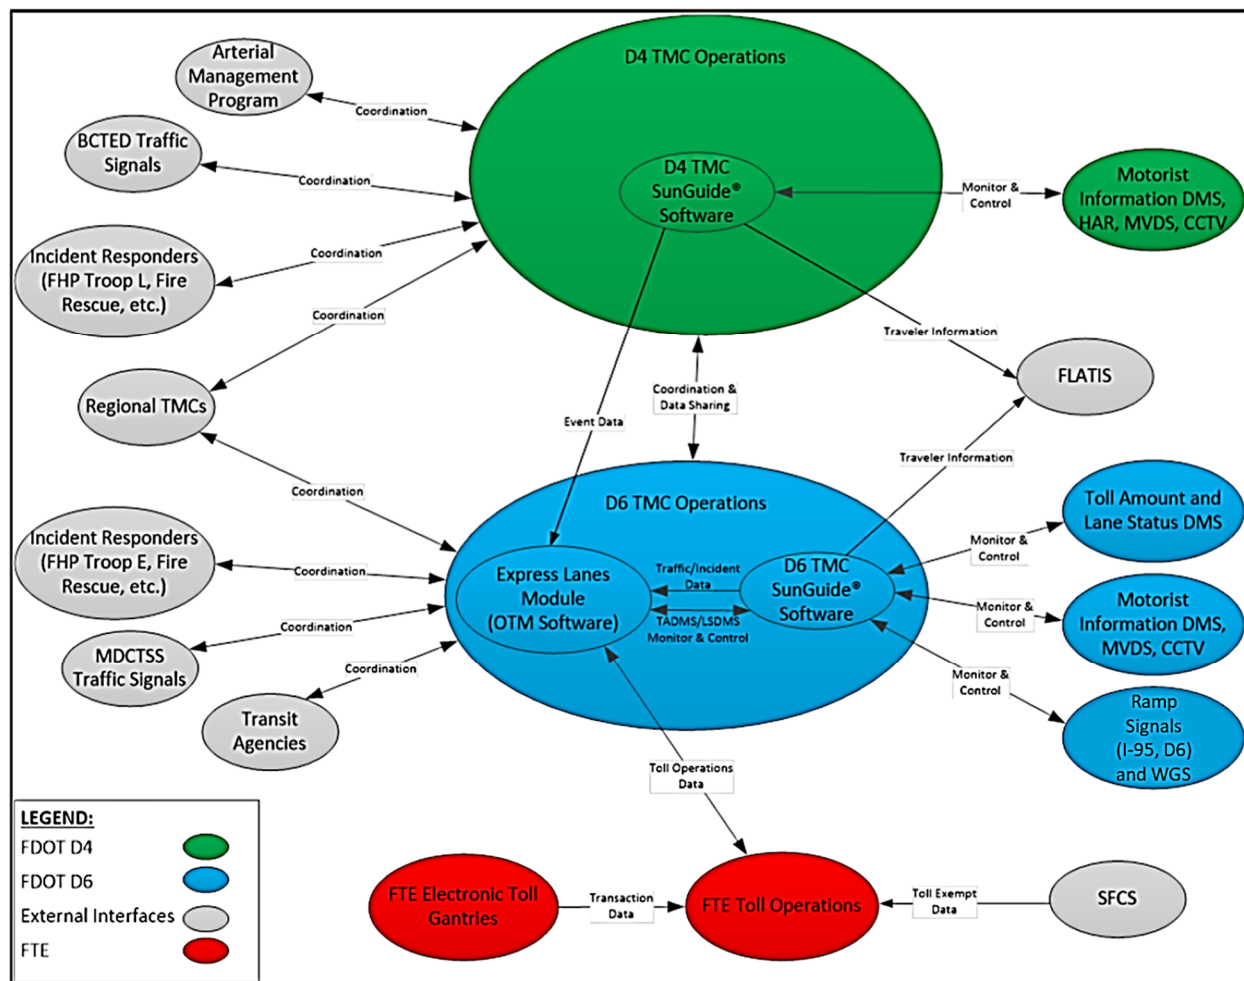 D4 TMC Operations
Arterial
Management
Program
Coordination
BCTED Traffic
Signals
Coordination
D4 TMC
SunGuide®
Software
Monitor &
Control
Motorist
Information DMS,
HAR, MVDS, CCTV
Incident Responders
(FHP Troop L, Fire
Rescue, etc.)
Coordination
Coordination
Traveler Information
Regional TMCs
Coordination &
Data Sharing
FLATIS
Event Data
Traveler Information
Coordination
D6 TMC Operations
Toll Amount and
Lane Status DMS
Monitor &
Control
Incident Responders
(FHP Troop E, Fire
Rescue, etc.)
Coordination
Express Lanes
Module
(OTM Software)
Traffic/Incident
Data
TADMS/LSDMS
Monitor & Control
D6 TMC
SunGuide®
Software
Monitor &
Control
Motorist
Information DMS,
MVDS, CCTV
Coordination
MDCTSS
Traffic Signals
Coordination
Monitor &
Control
Transit
Agencies
Ramp
Signals
(I-95, D6)
and WGS
Toll Operations
Data
LEGEND:
FDOT D4
FDOT D6
External Interfaces
FTE
FTE Electronic Toll
Gantries
Transaction
Data
FTE Toll Operations
Toll Exempt
Data
SFCS